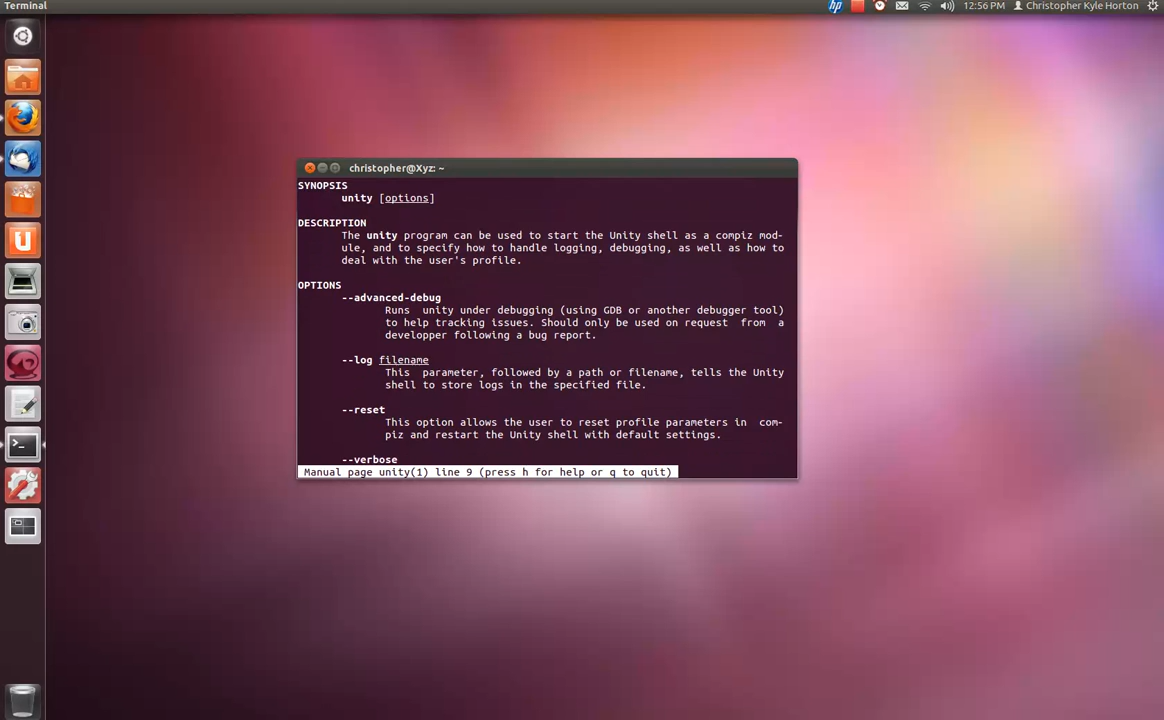 Terminal
hp
12:56 PM
Christopher Kyle Horton
christopher@Xyz: ~
SYNOPSIS
unity [options]
DESCRIPTION
The unity program can be used to start the Unity shell as a compiz mod-
ule, and to specify how to handle logging, debugging, as well as how to
deal with the user's profile.
OPTIONS
--advanced-debug
Runs unity under debugging (using GDB or another debugger tool)
to help tracking issues. Should only be used on request from a
developper following a bug report.
--log filename
This parameter, followed by a path or filename, tells the Unity
shell to store logs in the specified file.
--reset
This option allows the user to reset profile parameters in com-
piz and restart the Unity shell with default settings.
--verbose
Manual page unity(1) line 9 (press h for help or q to quit)